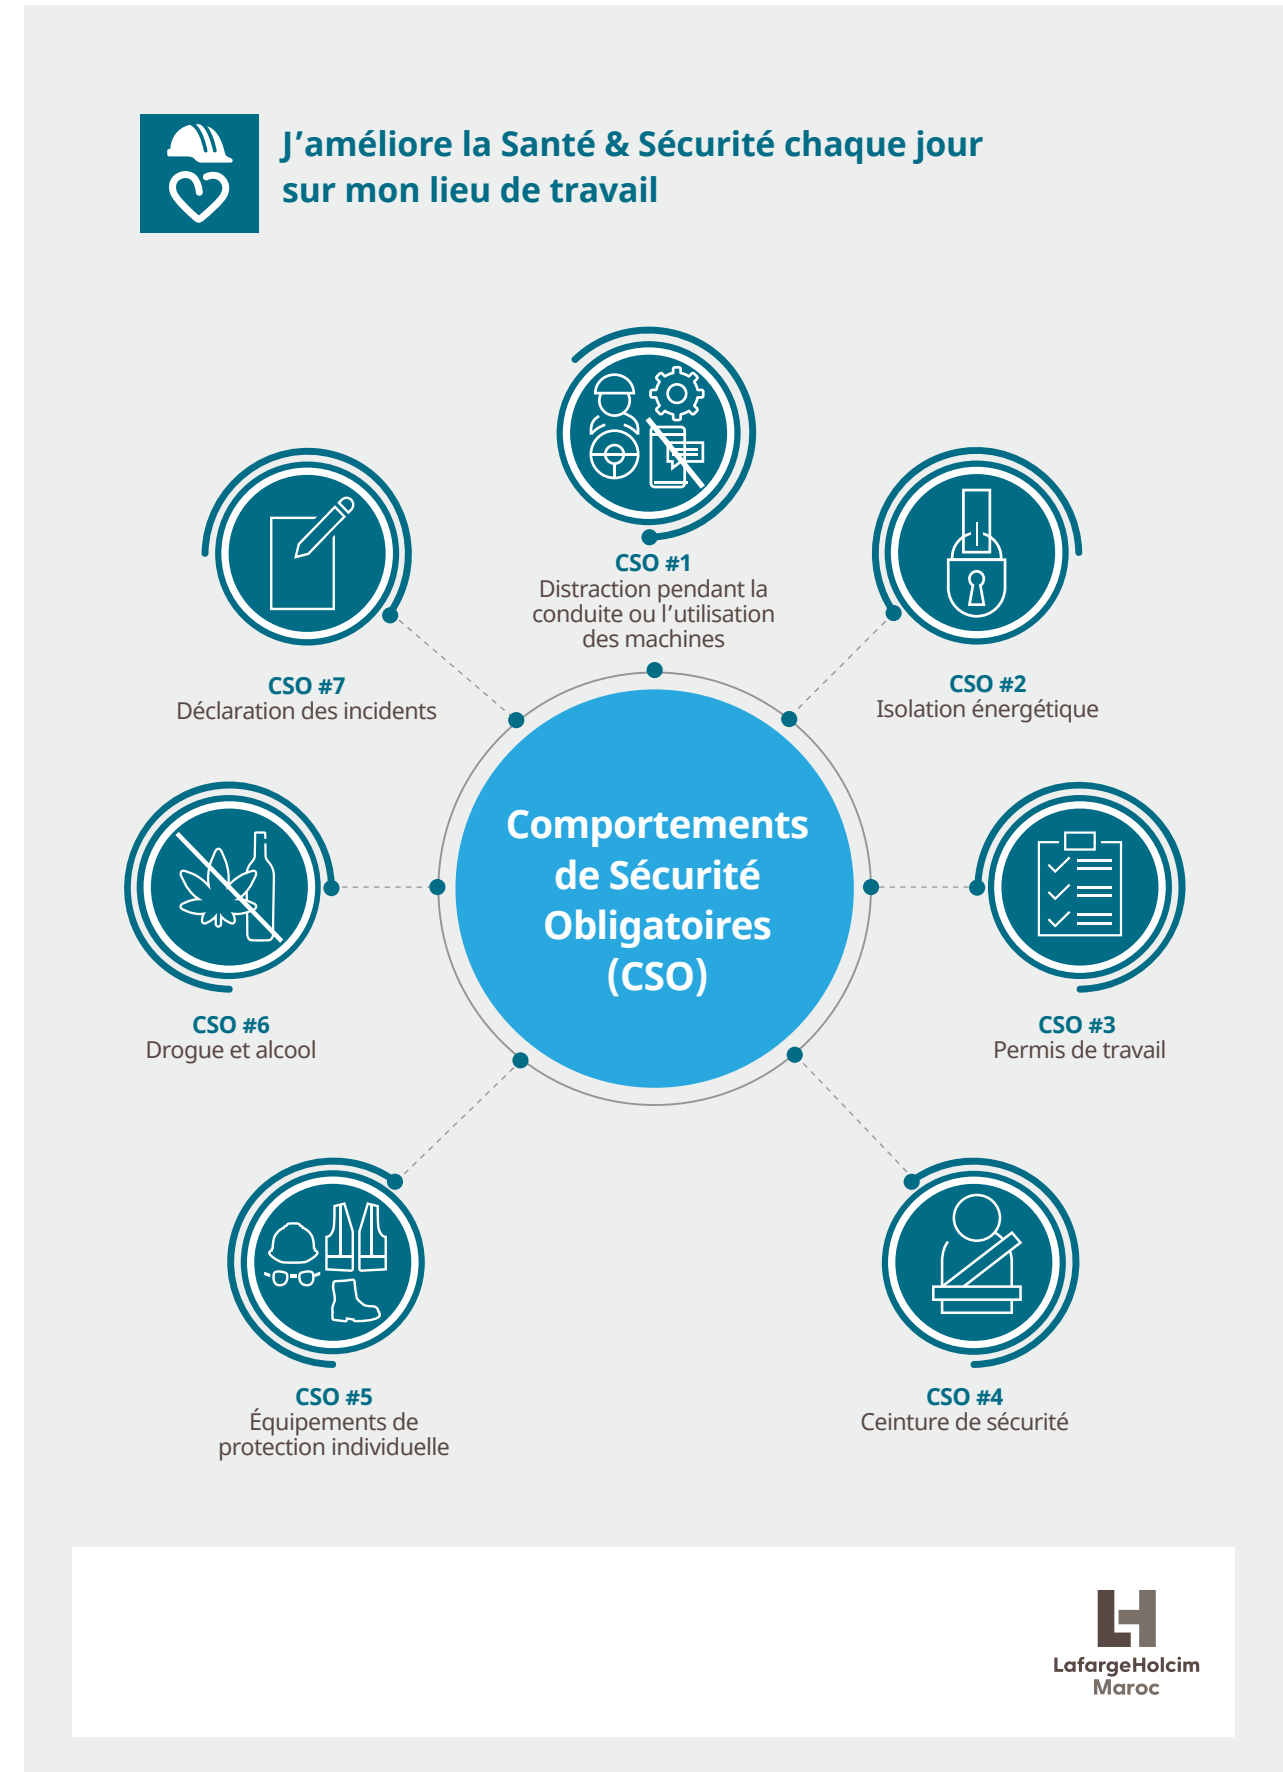 J’améliore la Santé & Sécurité chaque jour
sur mon lieu de travail
CSO #1
Distraction pendant la
conduite ou l’utilisation
des machines
CSO #2
Isolation énergétique
CSO #7
Déclaration des incidents
Comportements
de Sécurité
Obligatoires
(CSO)
CSO #3
Permis de travail
CSO #6
Drogue et alcool
CSO #4
Ceinture de sécurité
CSO #5
Équipements de
protection individuelle
LafargeHolcim
Maroc